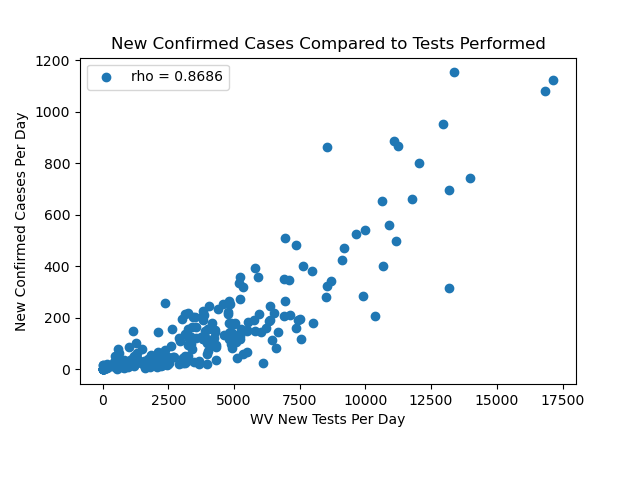 New Confirmed Cases Compared to Tests Performed
rho = 0.8686
1200
1000
800
600
400
200
0
New Confirmed Caeses Per Day
0 2500 5000 7500 10000 12500 15000 17500
WV New Tests Per Day